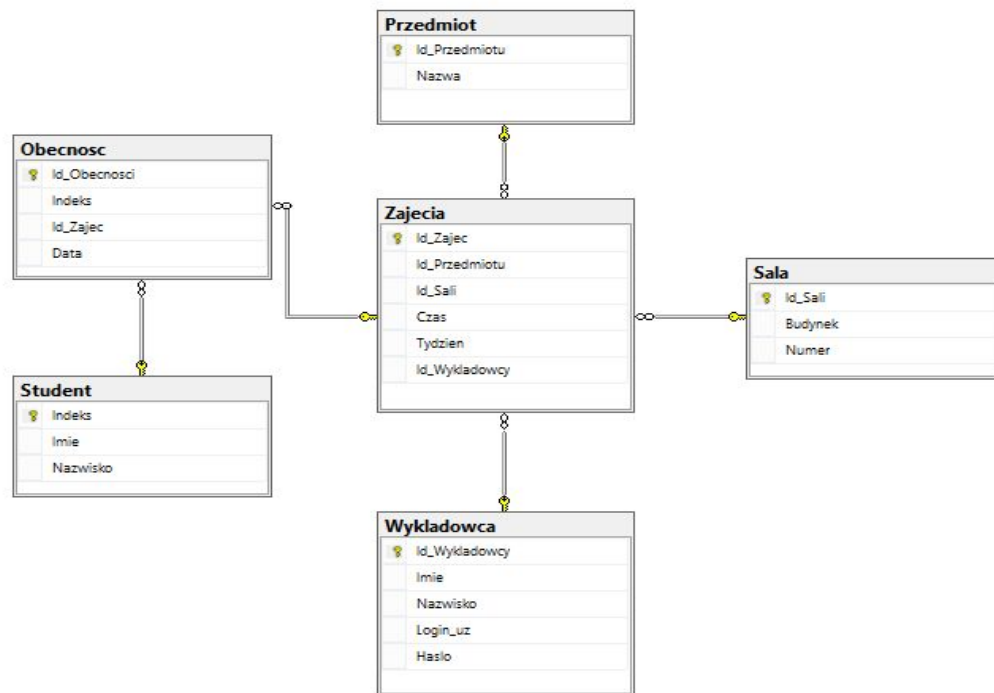 Przedmiot
Id_Przedmiotu
Nazwa
Obecnosc
Id_Obecnosci
Indeks
Id_Zajec
Data
Zajecia
Id_Zajec
Id_Przedmiotu
Id_Sali
Czas
Tydzien
Id_Wykladowcy
Sala
Id_Sali
Budynek
Numer
Student
Indeks
Imie
Nazwisko
Wykladowca
Id_Wykladowcy
Imie
Nazwisko
Login_uz
Haslo